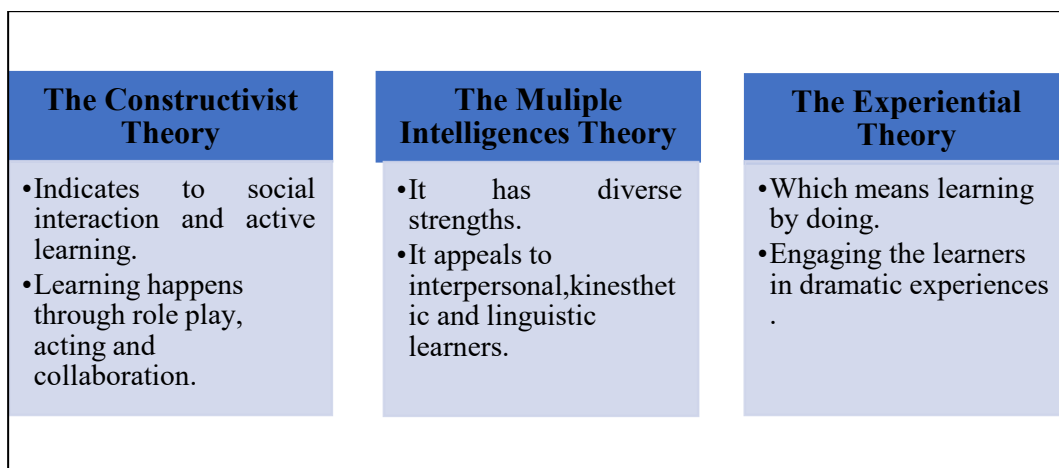 The Constructivist
Theory
•Indicates to social
interaction and active
learning.
•Learning happens
through role play,
acting and
collaboration.
The Muliple
Intelligences Theory
•It has diverse
strengths.
•It appeals to
interpersonal,kinesthet
ic and linguistic
learners.
The Experiential
Theory
•Which means learning
by doing.
•Engaging the learners
in dramatic experiences
.